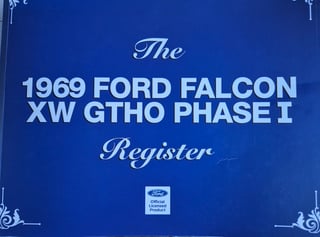 The
1969 FORD FALCON
XW GTHO PHASE I
Register
Ford
Official
Licensed
Product